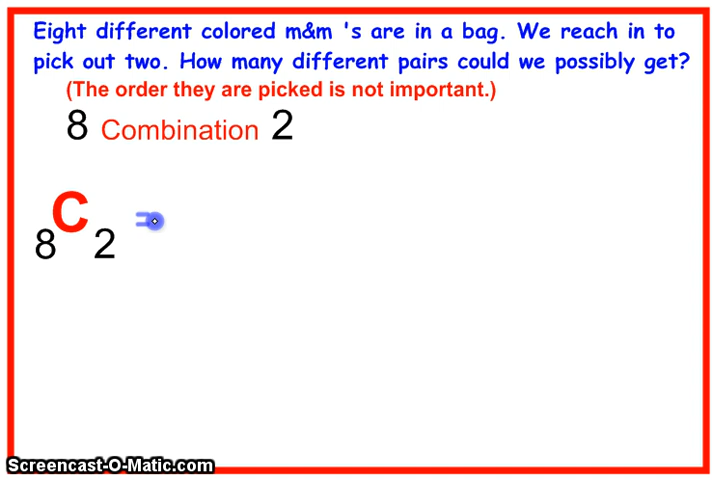 Eight different colored m&m 's are in a bag. We reach in to
pick out two. How many different pairs could we possibly get?
(The order they are picked is not important.)
8 Combination 2
8C2 =
Screencast-O-Matic.com